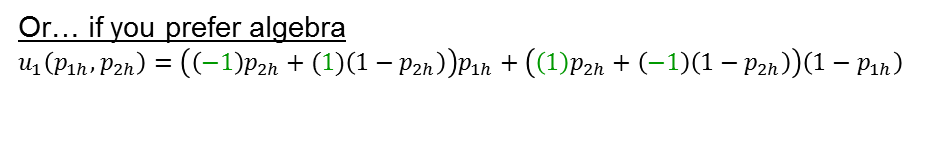 Or… if you prefer algebra
𝑢₁(𝑝₁ₕ, 𝑝₂ₕ) = ((−1)𝑝₂ₕ + (1)(1 − 𝑝₂ₕ))𝑝₁ₕ + ((1)𝑝₂ₕ + (−1)(1 − 𝑝₂ₕ))(1 − 𝑝₁ₕ)